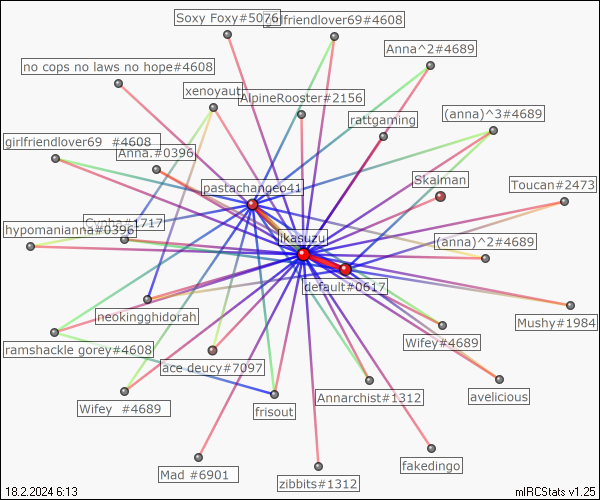 Soxy Foxy#5076
girlfriendlover69#4608
Anna^2#4689
no cops no laws no hope#4608
xenoyaut
AlpineRooster#2156
(anna)^3#4689
rattgaming
girlfriendlover69 #4608
Anna.#0396
Skalman
pastachangeo41
Toucan#2473
Cypha#1717
hypomanianna#0396
ikasuzu
(anna)^2#4689
default#0617
neokingghidorah
Mushy#1984
Wifey#4689
ramshackle gorey#4608
ace deucy#7097
Annarchist#1312
avelicious
Wifey #4689
frisout
fakedingo
Mad #6901
zibbits#1312
18.2.2024 6:13
mIRCStats v1.25